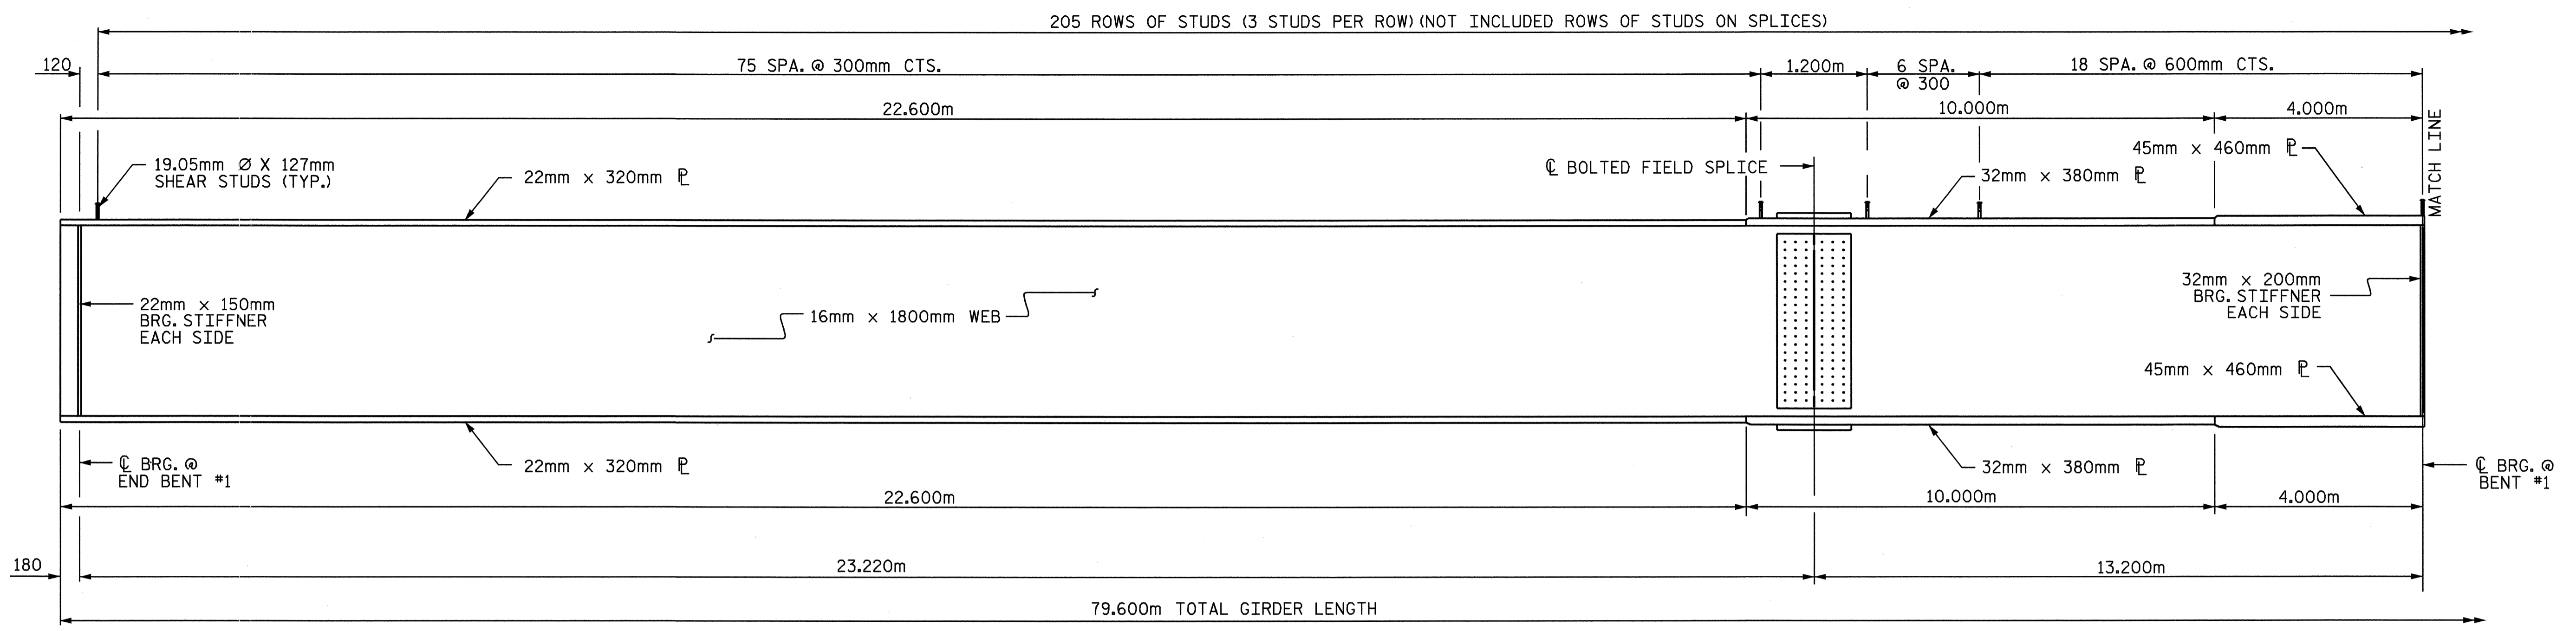 205 ROWS OF STUDS (3 STUDS PER ROW) (NOT INCLUDED ROWS OF STUDS ON SPLICES)
120
75 SPA. @ 300mm CTS.
1.200m
6 SPA.
@ 300
18 SPA. @ 600mm CTS.
22.600m
10.000m
4.000m
MATCH LINE
19.05mm Ø X 127mm
SHEAR STUDS (TYP.)
22mm x 320mm ℄
℄ BOLTED FIELD SPLICE
32mm x 380mm PL
45mm x 460mm PL
22mm x 150mm
BRG. STIFFNER
EACH SIDE
16mm x 1800mm WEB
32mm x 200mm
BRG. STIFFNER
EACH SIDE
45mm x 460mm PL
℄ BRG. @
END BENT #1
22mm x 320mm PL
32mm x 380mm PL
℄ BRG. @
BENT #1
22.600m
10.000m
4.000m
180
23.220m
13.200m
79.600m TOTAL GIRDER LENGTH